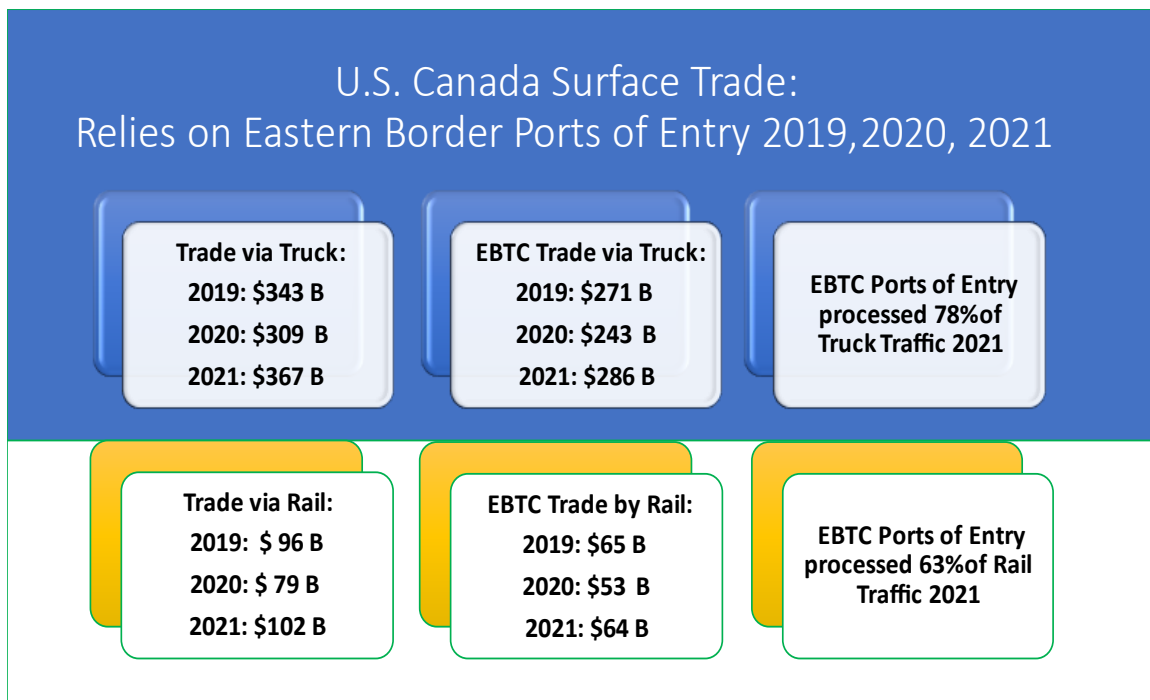 U.S. Canada Surface Trade:
Relies on Eastern Border Ports of Entry 2019,2020, 2021
Trade via Truck:
2019: $343 B
2020: $309 B
2021: $367 B
EBTC Trade via Truck:
2019: $271 B
2020: $243 B
2021: $286 B
EBTC Ports of Entry
processed 78%of
Truck Traffic 2021
Trade via Rail:
2019: $ 96 B
2020: $ 79 B
2021: $102 B
EBTC Trade by Rail:
2019: $65 B
2020: $53 B
2021: $64 B
EBTC Ports of Entry
processed 63%of Rail
Traffic 2021